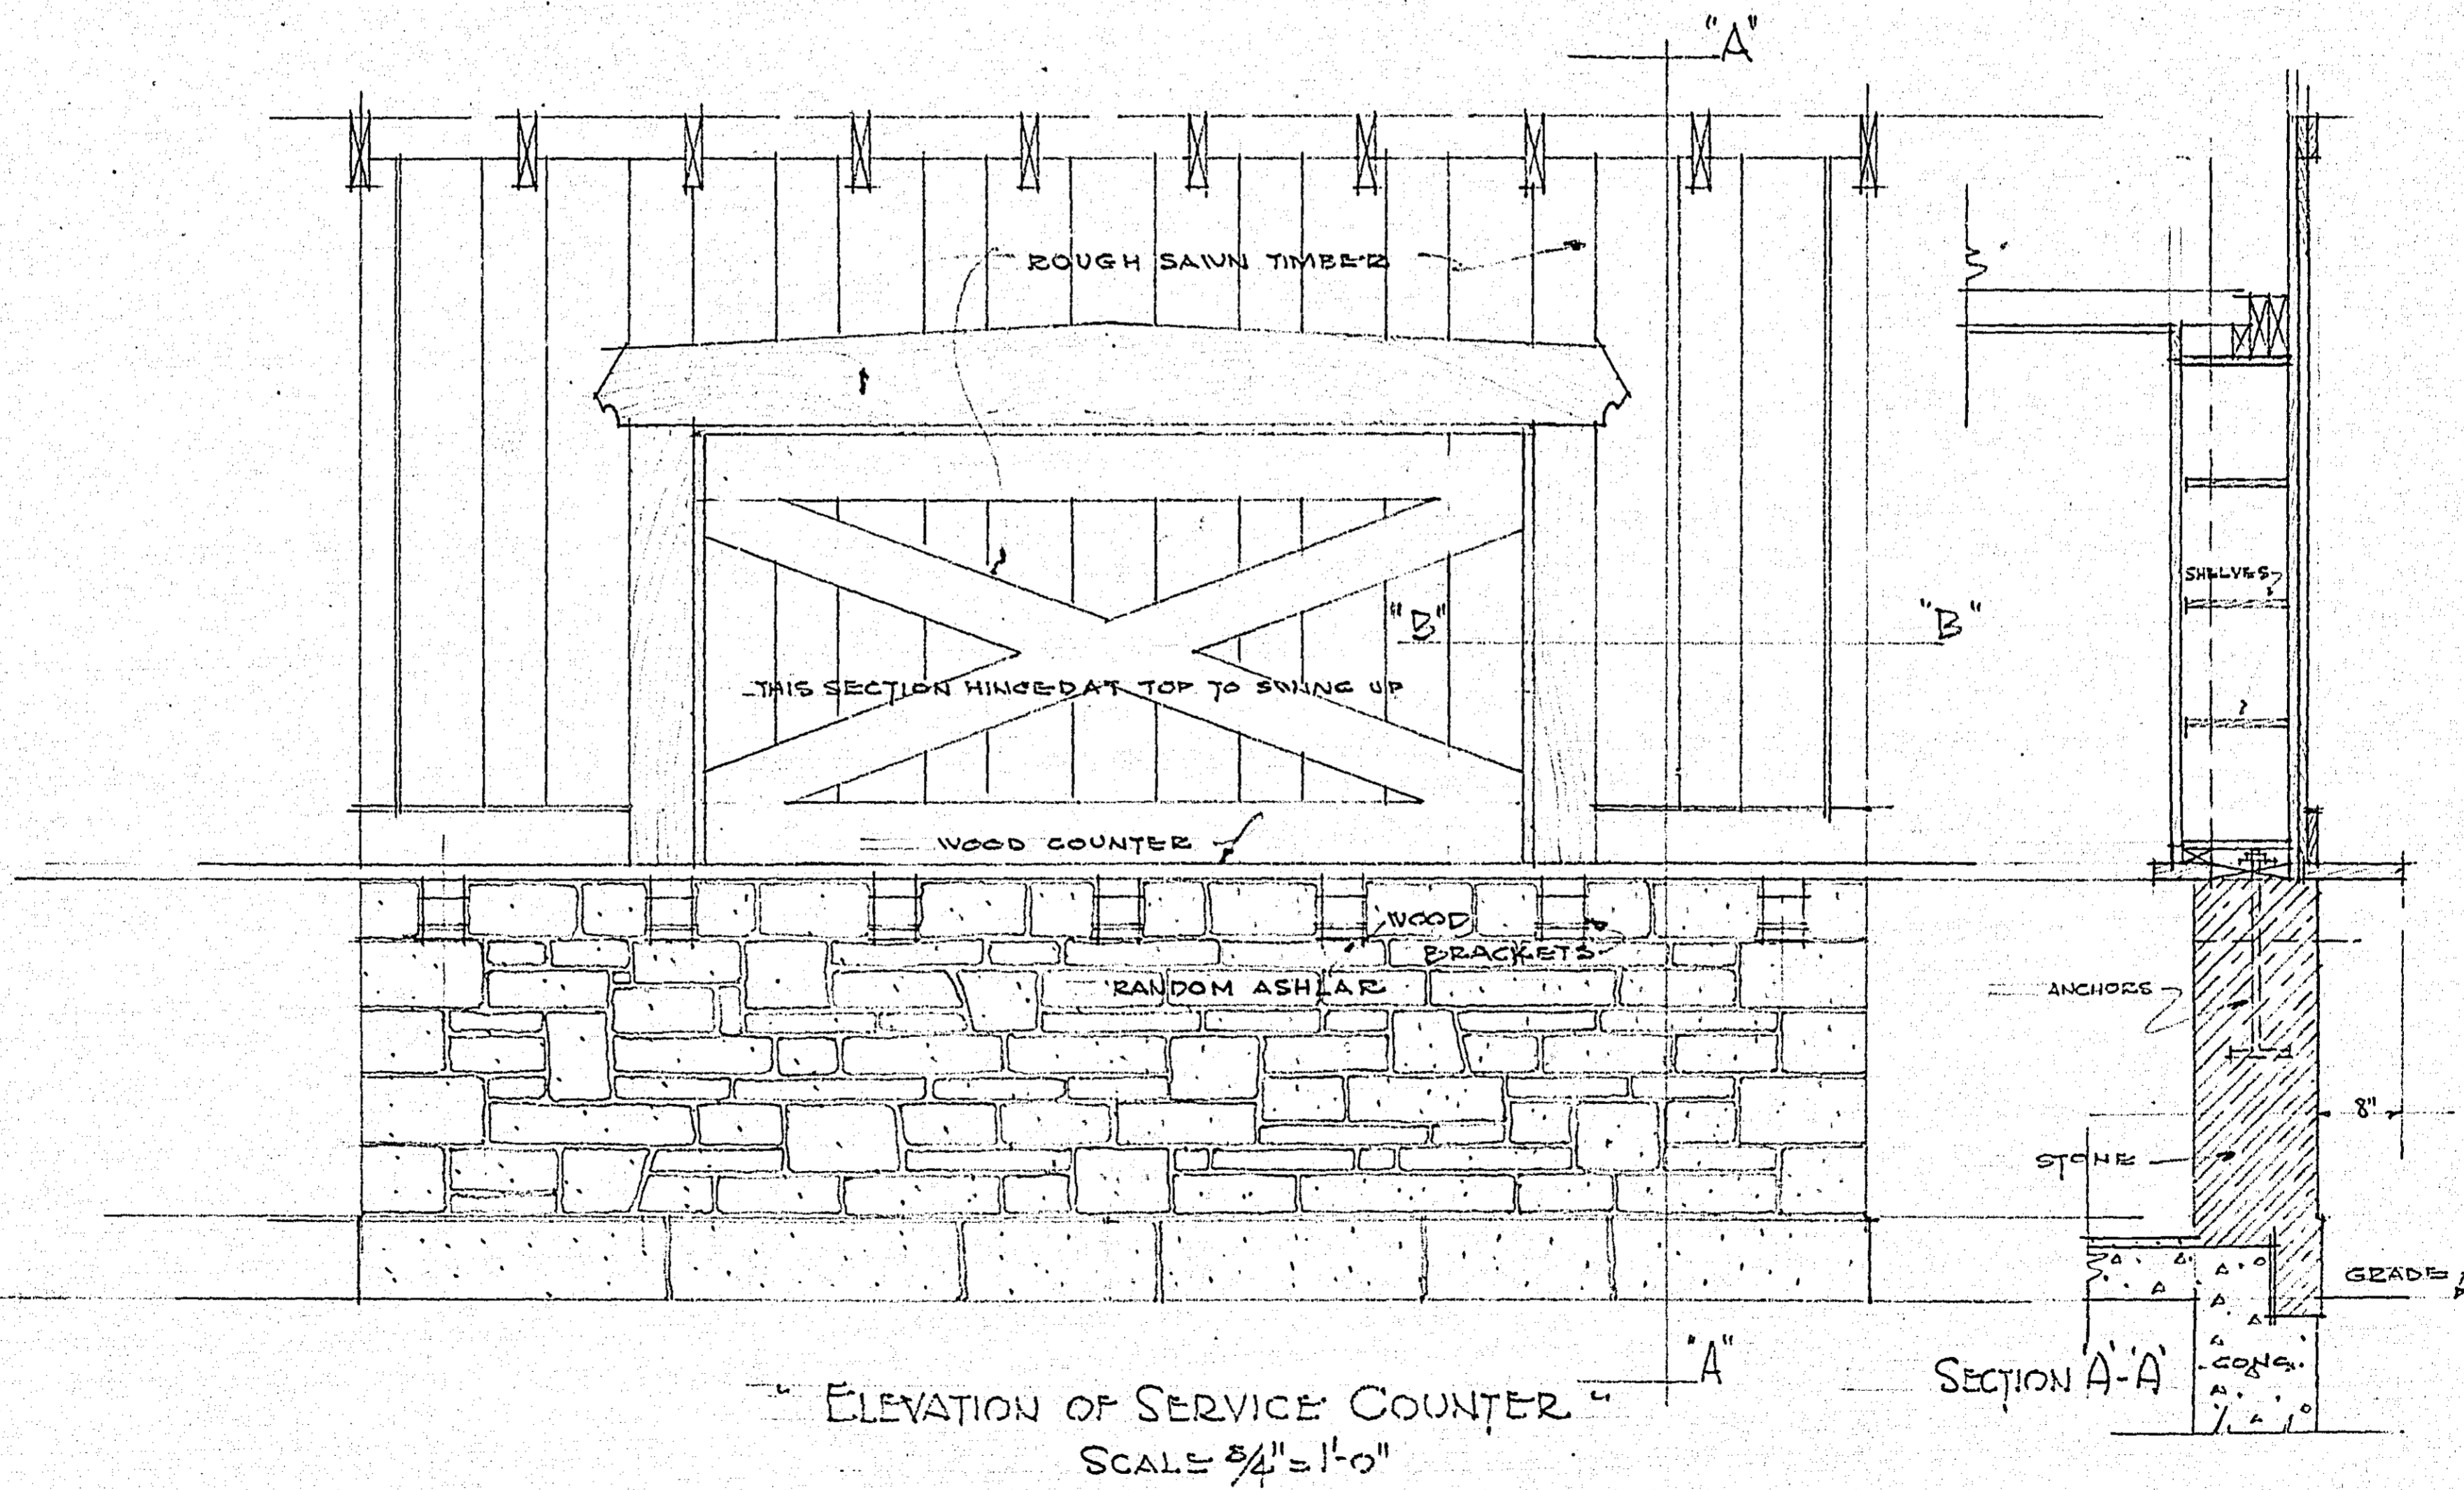 "A"
ROUGH SAWN TIMBER
SHELVES
"B" "B"
THIS SECTION HINGED AT TOP TO SWING UP
WOOD COUNTER
WOOD
BRACKETS
RANDOM ASHLAR
ANCHORS
8"
STONE
GRADE
"A"
SECTION 'A'-'A'
CONC.
"ELEVATION OF SERVICE COUNTER"
SCALE 3/4" = 1'-0"